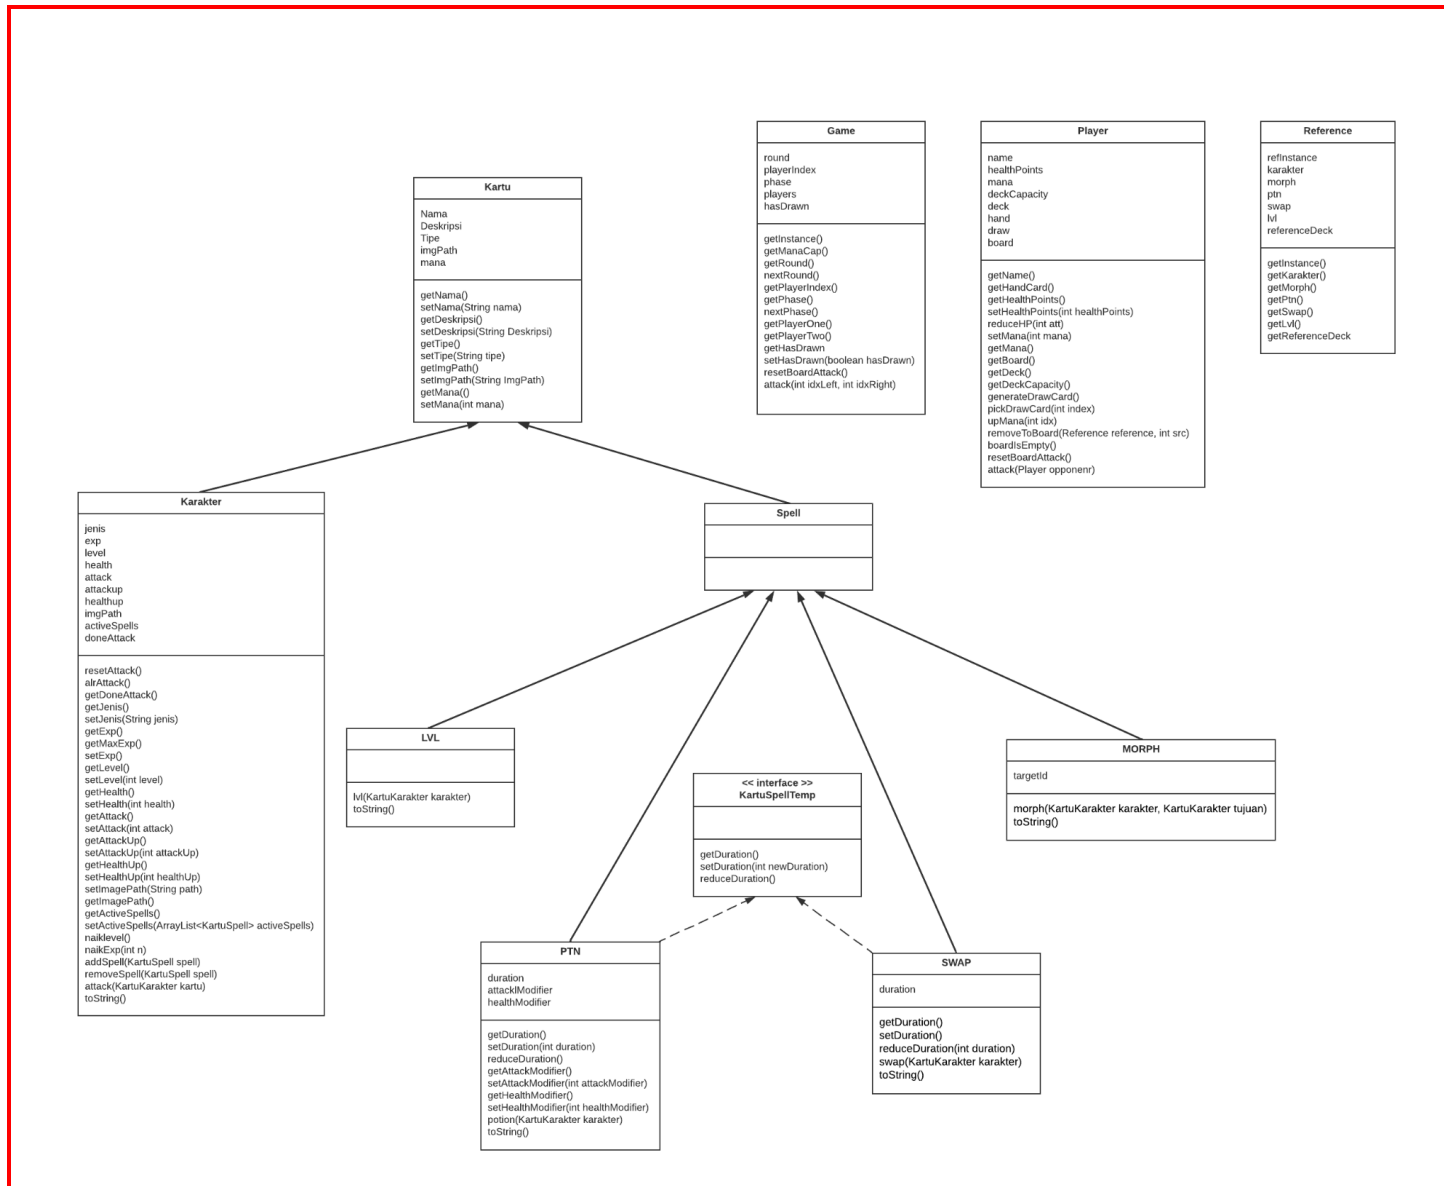 Kartu
Nama
Deskripsi
Tipe
imgPath
mana
getNama()
setNama(String nama)
getDeskripsi()
setDeskripsi(String Deskripsi)
getTipe()
setTipe(String tipe)
getImgPath()
setImgPath(String ImgPath)
getMana(()
setMana(int mana)
Game
round
playerIndex
phase
players
hasDrawn
getInstance()
getManaCap()
getRound()
nextRound()
getPlayerIndex()
getPhase()
nextPhase()
getPlayerOne()
getPlayerTwo()
getHasDrawn
setHasDrawn(boolean hasDrawn)
resetBoardAttack()
attack(int idxLeft, int idxRight)
Player
name
healthPoints
mana
deckCapacity
deck
hand
draw
board
getName()
getHandCard()
getHealthPoints()
setHealthPoints(int healthPoints)
reduceHP(int att)
setMana(int mana)
getMana()
getBoard()
getDeck()
getDeckCapacity()
generateDrawCard()
pickDrawCard(int index)
upMana(int idx)
removeToBoard(Reference reference, int src)
boardIsEmpty()
resetBoardAttack()
attack(Player opponenr)
Reference
refInstance
karakter
morph
ptn
swap
lvl
referenceDeck
getInstance()
getKarakter()
getMorph()
getPtn()
getSwap()
getLvl()
getReferenceDeck
Karakter
jenis
exp
level
health
attack
attackup
healthup
imgPath
activeSpells
doneAttack
resetAttack()
alrAttack()
getDoneAttack()
getJenis()
setJenis(String jenis)
getExp()
getMaxExp()
setExp()
getLevel()
setLevel(int level)
getHealth()
setHealth(int health)
getAttack()
setAttack(int attack)
getAttackUp()
setAttackUp(int attackUp)
getHealthUp()
setHealthUp(int healthUp)
setImagePath(String path)
getImagePath()
getActiveSpells()
setActiveSpells(ArrayList<KartuSpell> activeSpells)
naiklevel()
naikExp(int n)
addSpell(KartuSpell spell)
removeSpell(KartuSpell spell)
attack(KartuKarakter kartu)
toString()
Spell
LVL
lvl(KartuKarakter karakter)
toString()
<< interface >>
KartuSpellTemp
getDuration()
setDuration(int newDuration)
reduceDuration()
MORPH
targetId
morph(KartuKarakter karakter, KartuKarakter tujuan)
toString()
PTN
duration
attacklModifier
healthModifier
getDuration()
setDuration(int duration)
reduceDuration()
getAttackModifier()
setAttackModifier(int attackModifier)
getHealthModifier()
setHealthModifier(int healthModifier)
potion(KartuKarakter karakter)
toString()
SWAP
duration
getDuration()
setDuration()
reduceDuration(int duration)
swap(KartuKarakter karakter)
toString()